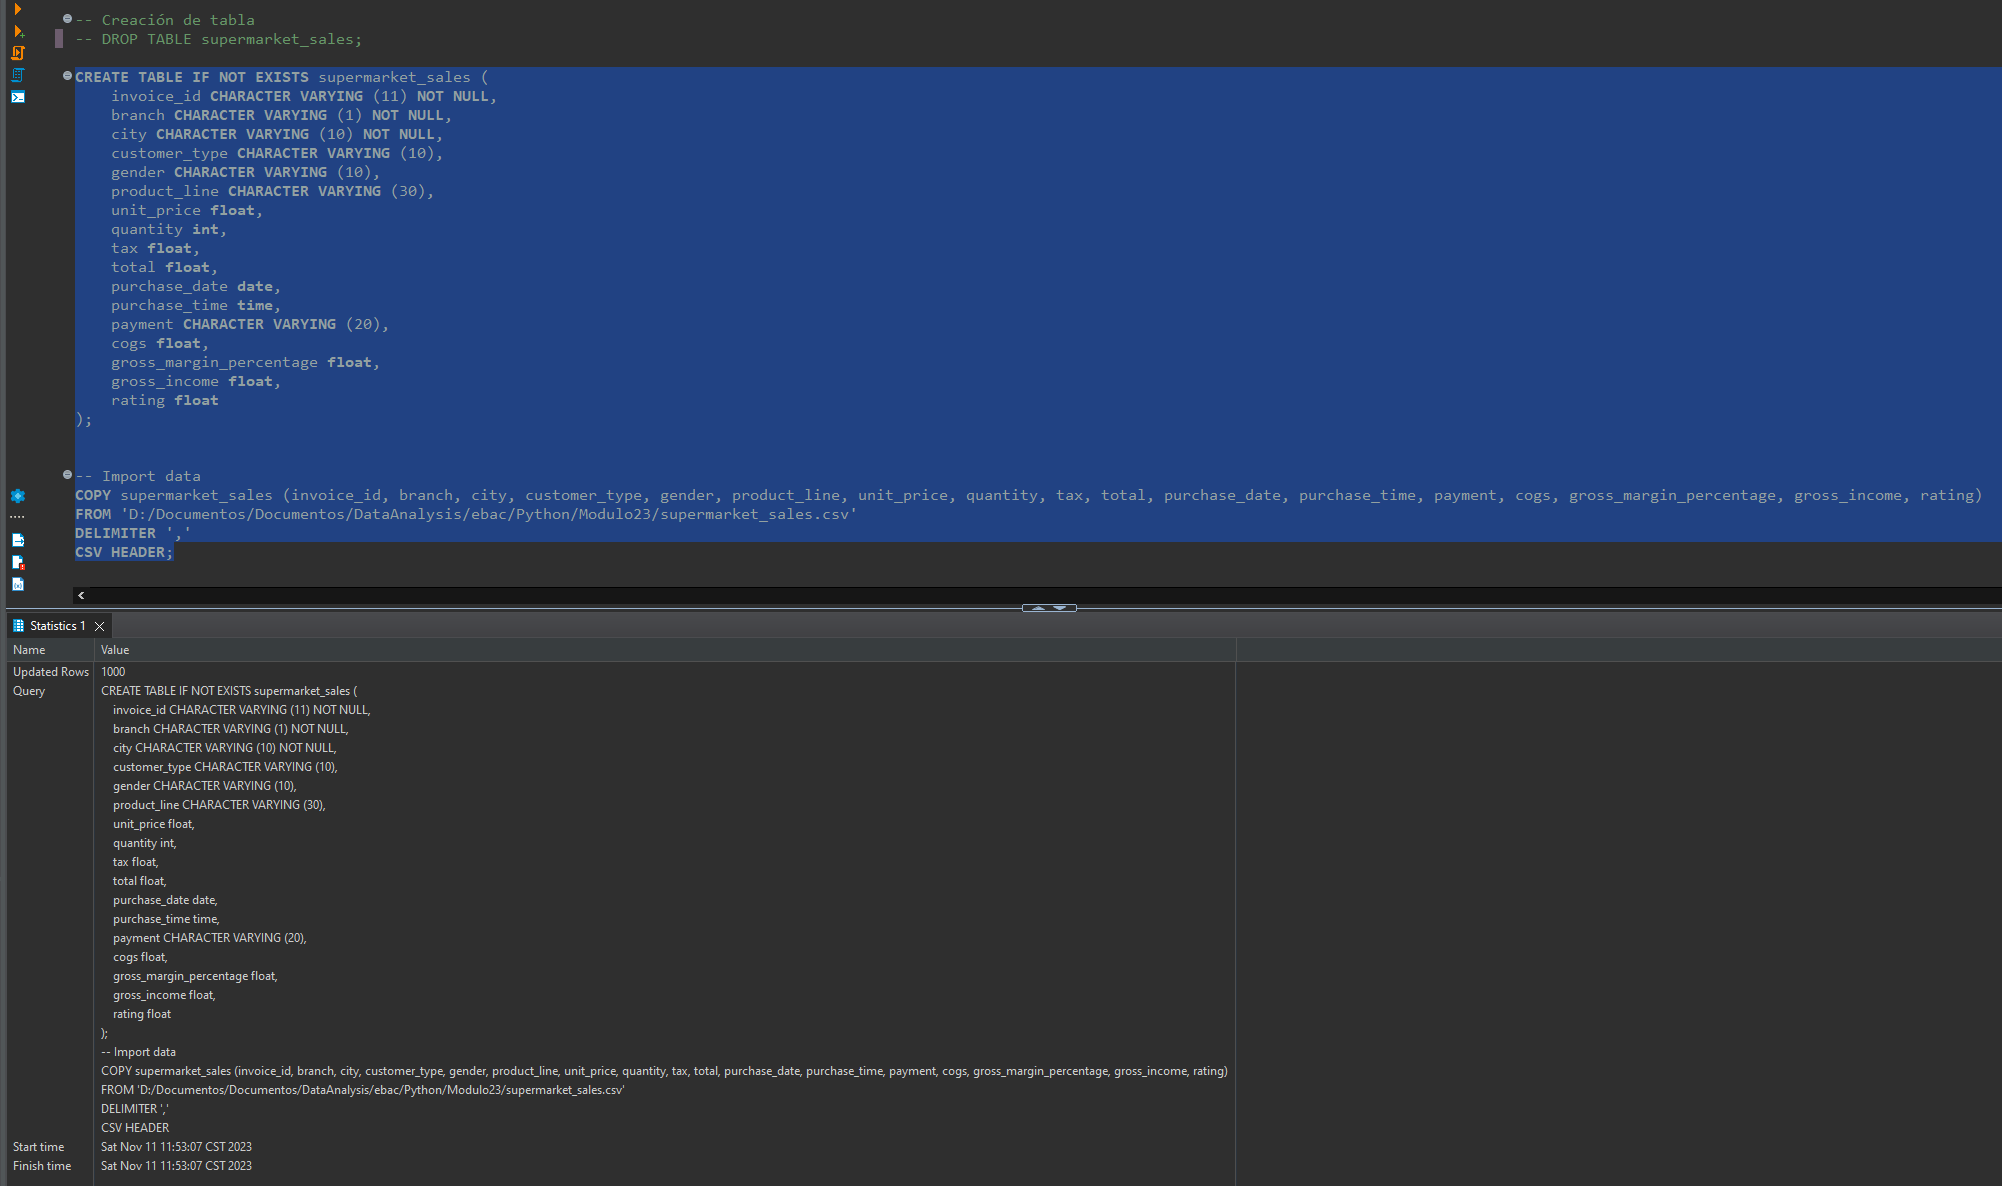 -- Creación de tabla
-- DROP TABLE supermarket_sales;
CREATE TABLE IF NOT EXISTS supermarket_sales (
    invoice_id CHARACTER VARYING (11) NOT NULL,
    branch CHARACTER VARYING (1) NOT NULL,
    city CHARACTER VARYING (10) NOT NULL,
    customer_type CHARACTER VARYING (10),
    gender CHARACTER VARYING (10),
    product_line CHARACTER VARYING (30),
    unit_price float,
    quantity int,
    tax float,
    total float,
    purchase_date date,
    purchase_time time,
    payment CHARACTER VARYING (20),
    cogs float,
    gross_margin_percentage float,
    gross_income float,
    rating float
);
-- Import data
COPY supermarket_sales (invoice_id, branch, city, customer_type, gender, product_line, unit_price, quantity, tax, total, purchase_date, purchase_time, payment, cogs, gross_margin_percentage, gross_income, rating)
FROM 'D:/Documentos/Documentos/DataAnalysis/ebac/Python/Modulo23/supermarket_sales.csv'
DELIMITER ','
CSV HEADER;
Statistics 1
Name Value
Updated Rows 1000
Query CREATE TABLE IF NOT EXISTS supermarket_sales (
    invoice_id CHARACTER VARYING (11) NOT NULL,
    branch CHARACTER VARYING (1) NOT NULL,
    city CHARACTER VARYING (10) NOT NULL,
    customer_type CHARACTER VARYING (10),
    gender CHARACTER VARYING (10),
    product_line CHARACTER VARYING (30),
    unit_price float,
    quantity int,
    tax float,
    total float,
    purchase_date date,
    purchase_time time,
    payment CHARACTER VARYING (20),
    cogs float,
    gross_margin_percentage float,
    gross_income float,
    rating float
);
-- Import data
COPY supermarket_sales (invoice_id, branch, city, customer_type, gender, product_line, unit_price, quantity, tax, total, purchase_date, purchase_time, payment, cogs, gross_margin_percentage, gross_income, rating)
FROM 'D:/Documentos/Documentos/DataAnalysis/ebac/Python/Modulo23/supermarket_sales.csv'
DELIMITER ','
CSV HEADER
Start time Sat Nov 11 11:53:07 CST 2023
Finish time Sat Nov 11 11:53:07 CST 2023